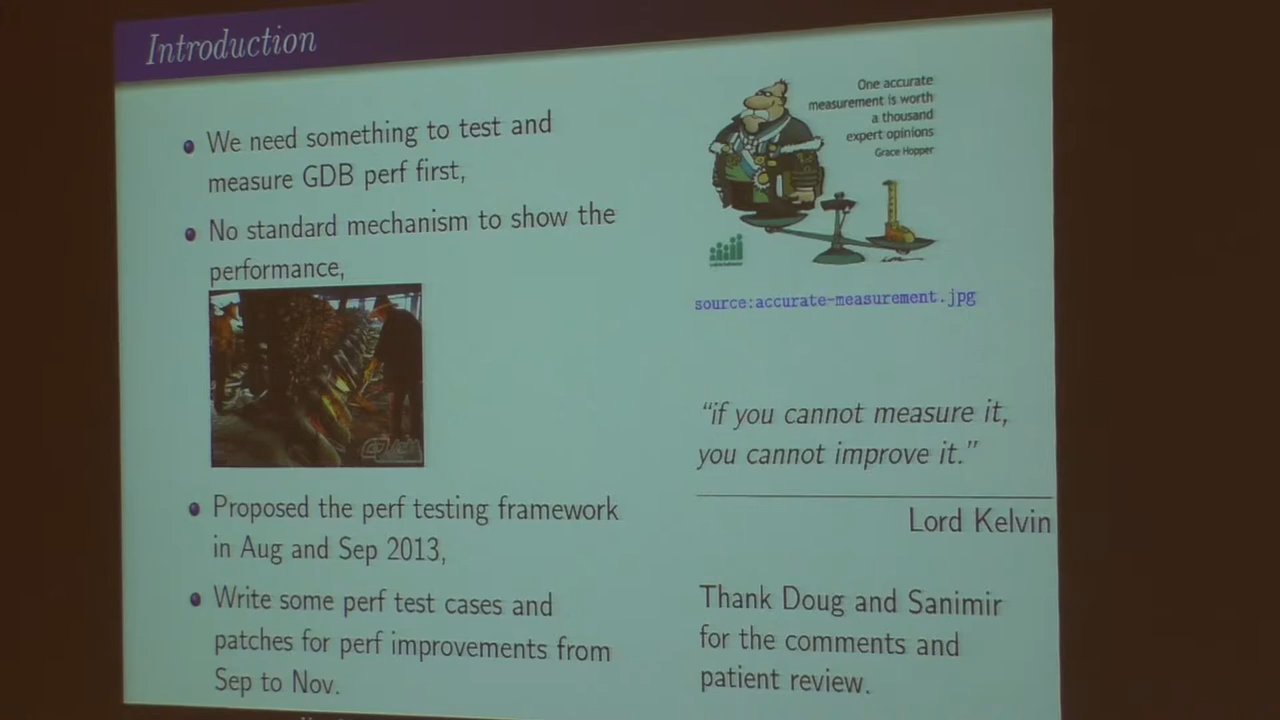 Introduction
We need something to test and
measure GDB perf first,
No standard mechanism to show the
performance,
Proposed the perf testing framework
in Aug and Sep 2013,
Write some perf test cases and
patches for perf improvements from
Sep to Nov.
One accurate
measurement is worth
a thousand
expert opinions
Grace Hopper
source:accurate-measurement.jpg
“if you cannot measure it,
you cannot improve it.”
Lord Kelvin
Thank Doug and Sanimir
for the comments and
patient review.